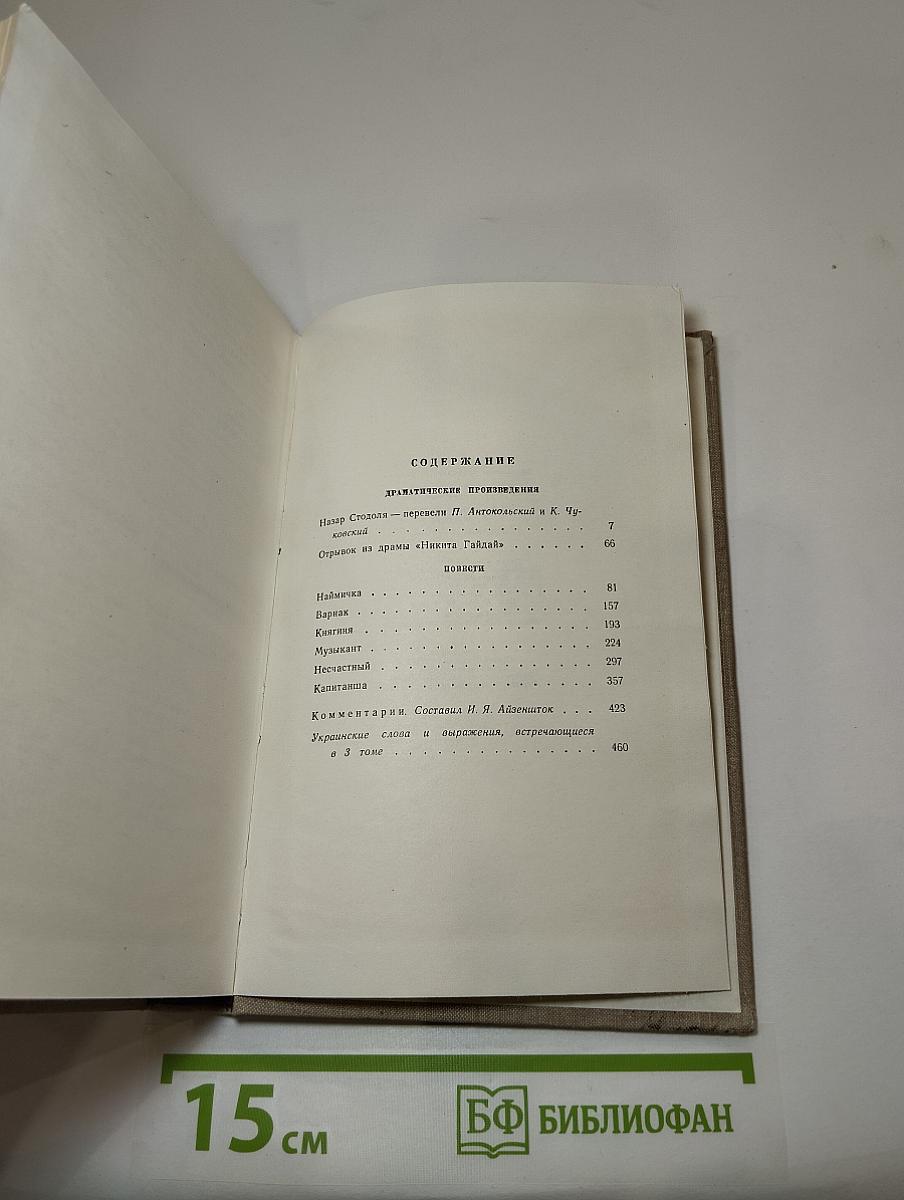 СОДЕРЖАНИЕ
ДРАМАТИЧЕСКИЕ ПРОИЗВЕДЕНИЯ
Назар Стодоля — перевели П. Антокольский и К. Чу-
ковский . . . . . . . . . . . . . . . 7
Отрывок из драмы «Никита Гайдай» . . . . . . 66
ПОВЕСТИ
Наймичка . . . . . . . . . . . . . . . . 81
Варнак . . . . . . . . . . . . . . . . . 157
Княгиня . . . . . . . . . . . . . . . . . 193
Музыкант . . . . . . . . . . . . . . . . 224
Несчастный . . . . . . . . . . . . . . . 297
Капитанша . . . . . . . . . . . . . . . 357
Комментарии. Составил И. Я. Айзеншток . . . 423
Украинские слова и выражения, встречающиеся
в 3 томе . . . . . . . . . . . . . . . 460
15 см
БФ БИБЛИОФАН